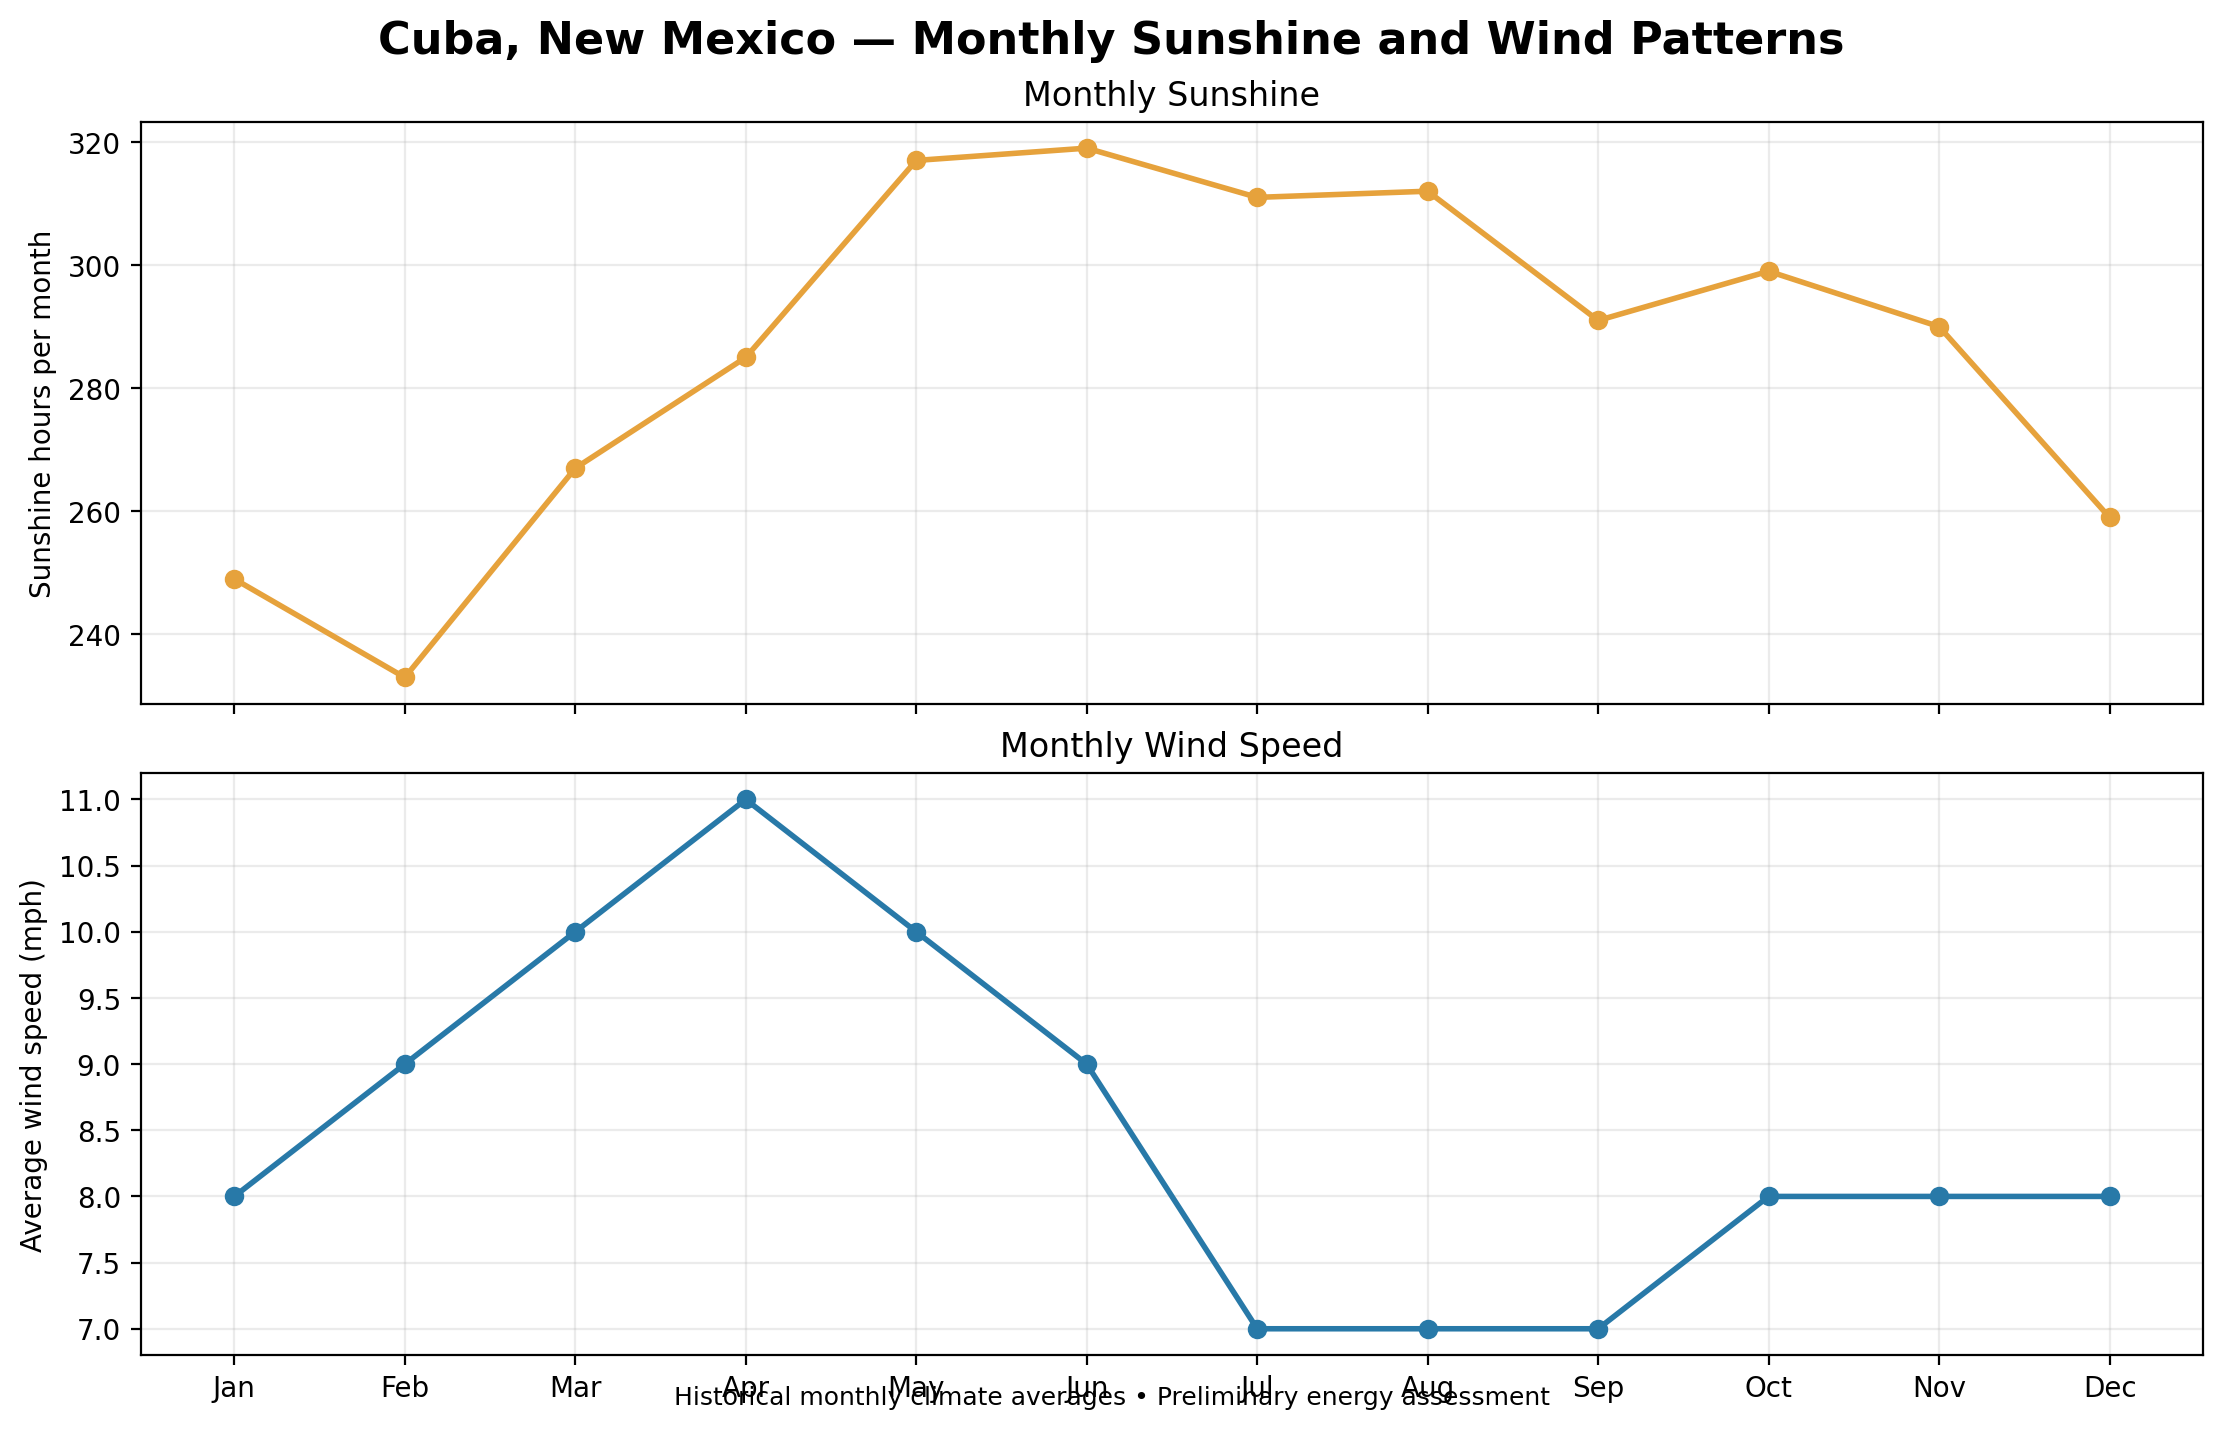 Cuba, New Mexico — Monthly Sunshine and Wind Patterns
Monthly Sunshine
Sunshine hours per month
320
300
280
260
240
Monthly Wind Speed
Average wind speed (mph)
11.0
10.5
10.0
9.5
9.0
8.5
8.0
7.5
7.0
Jan Feb Mar Apr May Jun Jul Aug Sep Oct Nov Dec
Historical monthly climate averages • Preliminary energy assessment